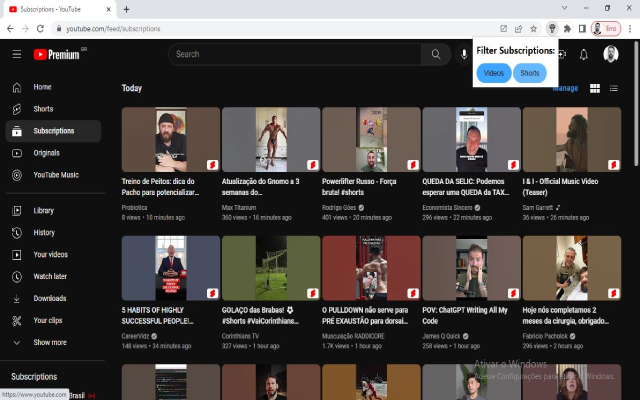 Subscriptions - YouTube
youtube.com/feed/subscriptions
Erro
Premium BR
Search
Filter Subscriptions:
Videos Shorts
Home
Shorts
Subscriptions
Originals
YouTube Music
Library
History
Your videos
Watch later
Downloads
Your clips
Show more
Subscriptions
Brasil
https://www.youtube.com
Today
Manage
Treino de Peitos: dica do
Pacho para potencializar...
Probiotica
8 views • 10 minutes ago
Atualização do Gnomo a 3
semanas do...
Max Titanium
360 views • 16 minutes ago
Powerlifter Russo - Força
bruta! #shorts
Rodrigo Góes
401 views • 20 minutes ago
QUEDA DA SELIC: Podemos
esperar uma QUEDA da TAX...
Economista Sincero
296 views • 22 minutes ago
I & I - Official Music Video
(Teaser)
Sam Garrett
36 views • 26 minutes ago
5 HABITS OF HIGHLY
SUCCESSFUL PEOPLE!...
CareerVidz
148 views • 34 minutes ago
GOLAÇO das Brabas!
#Shorts #VaiCorinthians
Corinthians TV
327 views • 1 hour ago
O PULLDOWN não serve para
PRÉ EXAUSTÃO para dorsai...
Musculação RADIKCORE
1.7K views • 1 hour ago
POV: ChatGPT Writing All My
Code
James Q Quick
258 views • 1 hour ago
Hoje nós completamos 2
meses da cirurgia, obrigado...
Fabricio Pacholok
296 views • 2 hours ago
Ativar o Windows
Acesse Configurações para ativar o Windows.